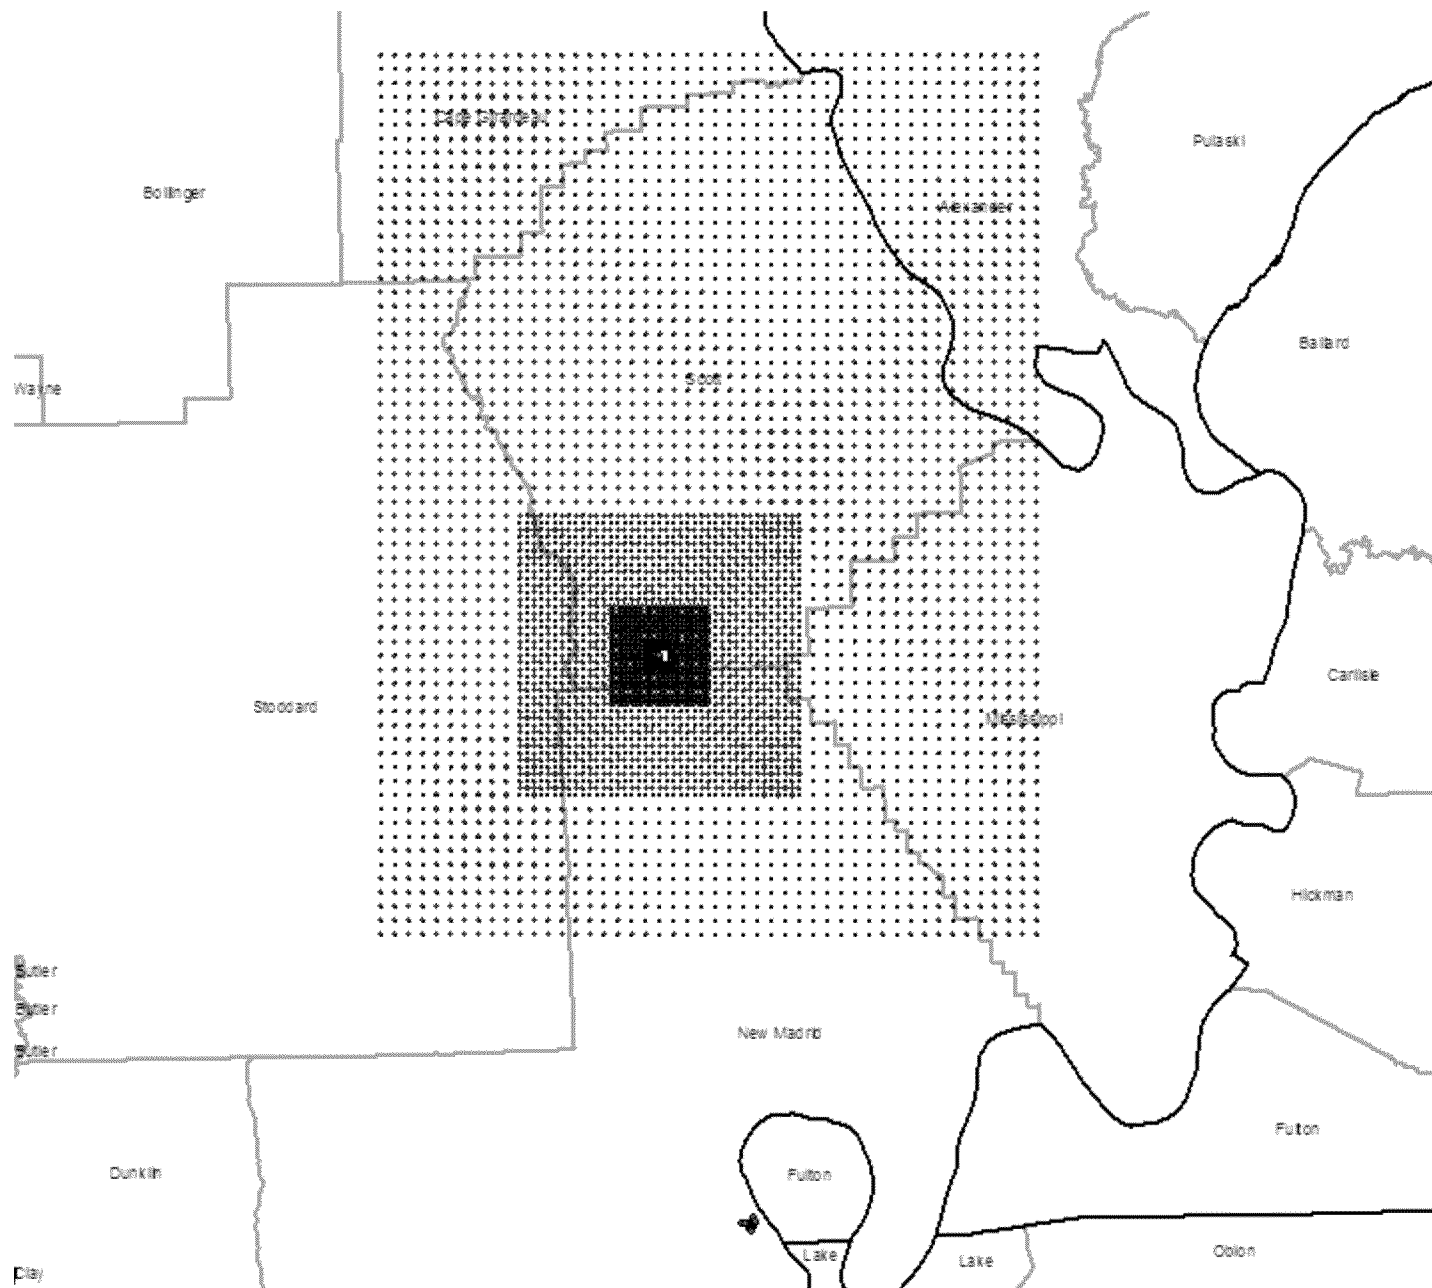 Cape Girardeau
Pulaski
Bollinger
Alexander
Ballard
Scott
Wayne
Carlisle
Stoddard
Mississippi
Hickman
Butler
Butler
Butler
New Madrid
Fulton
Dunklin
Fulton
Obion
Lake
Lake
Clay